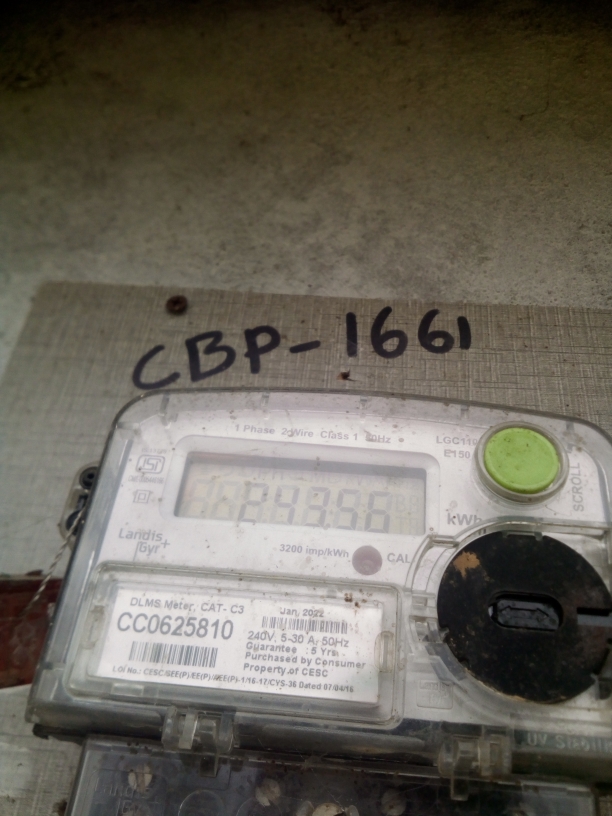 CBP-1661
1 Phase 2 Wire Class 1 50Hz
LGC110
E150
SCROLL
kWh
Landis
Gyr+
3200 imp/kWh
CAL
DLMS Meter, CAT- C3
Jan, 2022
CC0625810
240V, 5-30 A, 50Hz
Guarantee : 5 Yrs
Purchased by Consumer
Property of CESC